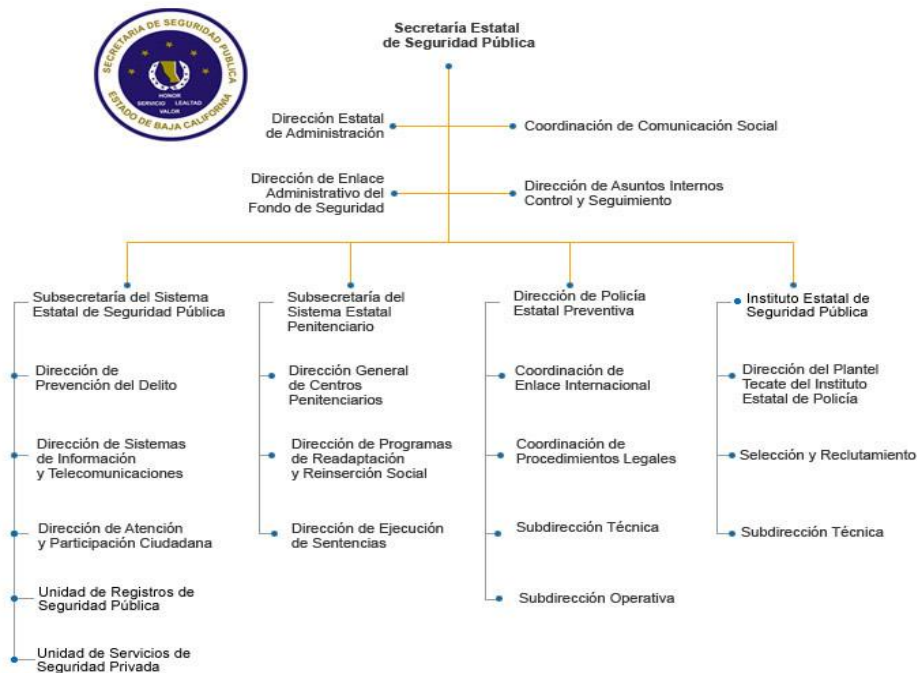 SECRETARIA DE SEGURIDAD PUBLICA
HONOR
SERVICIO LEALTAD
VALOR
ESTADO DE BAJA CALIFORNIA
Secretaría Estatal
de Seguridad Pública
Dirección Estatal
de Administración
Coordinación de Comunicación Social
Dirección de Enlace
Administrativo del
Fondo de Seguridad
Dirección de Asuntos Internos
Control y Seguimiento
Subsecretaría del Sistema
Estatal de Seguridad Pública
Dirección de
Prevención del Delito
Dirección de Sistemas
de Información
y Telecomunicaciones
Dirección de Atención
y Participación Ciudadana
Unidad de Registros de
Seguridad Pública
Unidad de Servicios de
Seguridad Privada
Subsecretaría del
Sistema Estatal
Penitenciario
Dirección General
de Centros
Penitenciarios
Dirección de Programas
de Readaptación
y Reinserción Social
Dirección de Ejecución
de Sentencias
Dirección de Policía
Estatal Preventiva
Coordinación de
Enlace Internacional
Coordinación de
Procedimientos Legales
Subdirección Técnica
Subdirección Operativa
Instituto Estatal de
Seguridad Pública
Dirección del Plantel
Tecate del Instituto
Estatal de Policía
Selección y Reclutamiento
Subdirección Técnica